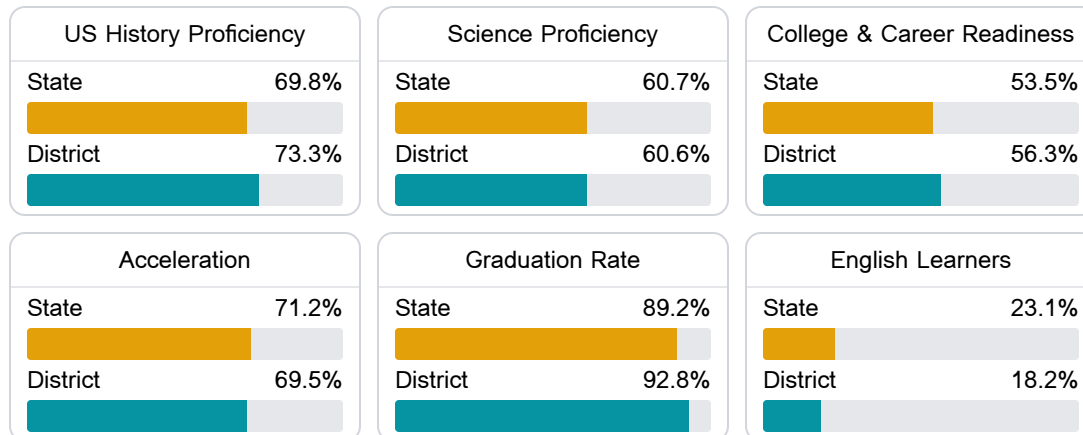 US History Proficiency
State 69.8%
District 73.3%
Science Proficiency
State 60.7%
District 60.6%
College & Career Readiness
State 53.5%
District 56.3%
Acceleration
State 71.2%
District 69.5%
Graduation Rate
State 89.2%
District 92.8%
English Learners
State 23.1%
District 18.2%